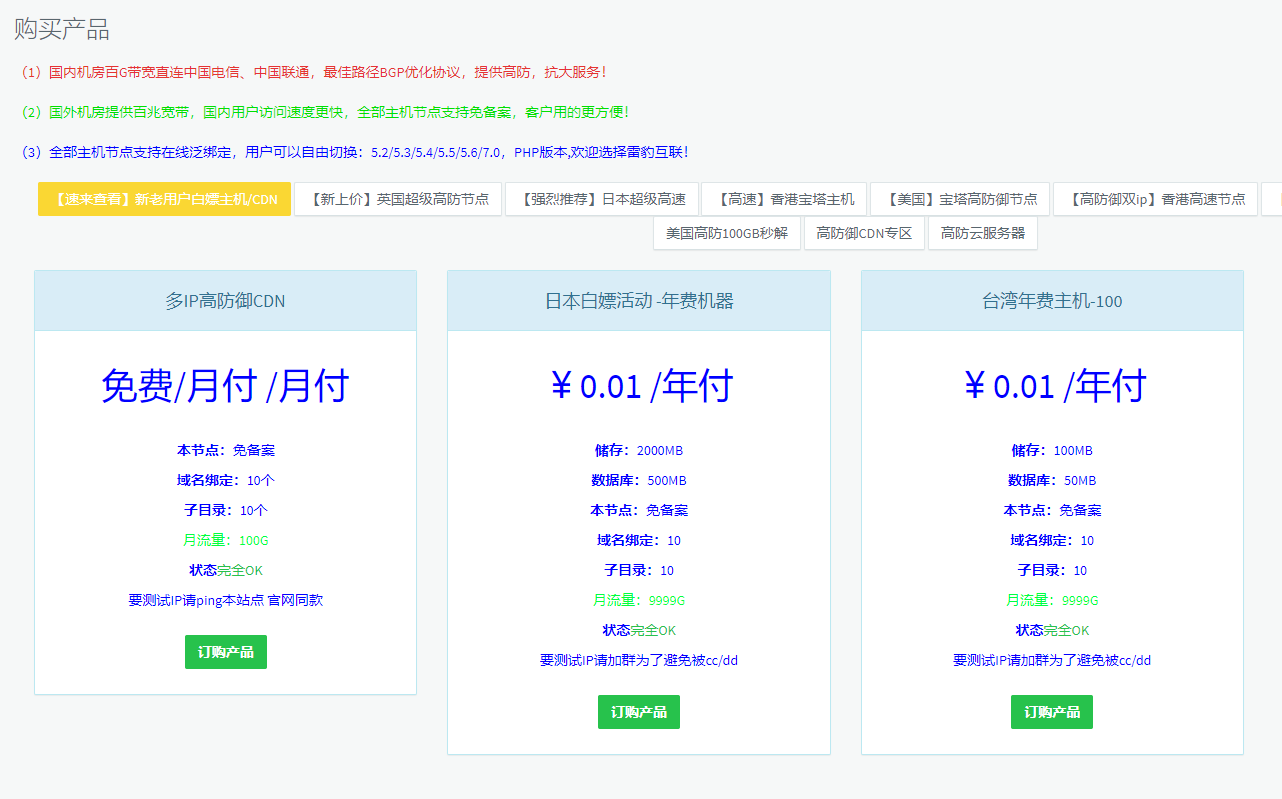 购买产品
（1）国内机房百G带宽直连中国电信、中国联通，最佳路径BGP优化协议，提供高防，抗大服务！
（2）国外机房提供百兆宽带，国内用户访问速度更快，全部主机节点支持免备案，客户用的更方便！
（3）全部主机节点支持在线泛绑定，用户可以自由切换：5.2/5.3/5.4/5.5/5.6/7.0，PHP版本,欢迎选择雷豹互联！
【速来查看】新老用户白嫖主机/CDN 【新上价】英国超级高防节点 【强烈推荐】日本超级高速 【高速】香港宝塔主机 【美国】宝塔高防御节点 【高防御双ip】香港高速节点
美国高防100GB秒解 高防御CDN专区 高防云服务器
多IP高防御CDN
免费/月付 /月付
本节点：免备案
域名绑定：10个
子目录：10个
月流量：100G
状态完全OK
要测试IP请ping本站点 官网同款
订购产品
日本白嫖活动 -年费机器
￥0.01 /年付
储存：2000MB
数据库：500MB
本节点：免备案
域名绑定：10
子目录：10
月流量：9999G
状态完全OK
要测试IP请加群为了避免被cc/dd
订购产品
台湾年费主机-100
￥0.01 /年付
储存：100MB
数据库：50MB
本节点：免备案
域名绑定：10
子目录：10
月流量：9999G
状态完全OK
要测试IP请加群为了避免被cc/dd
订购产品